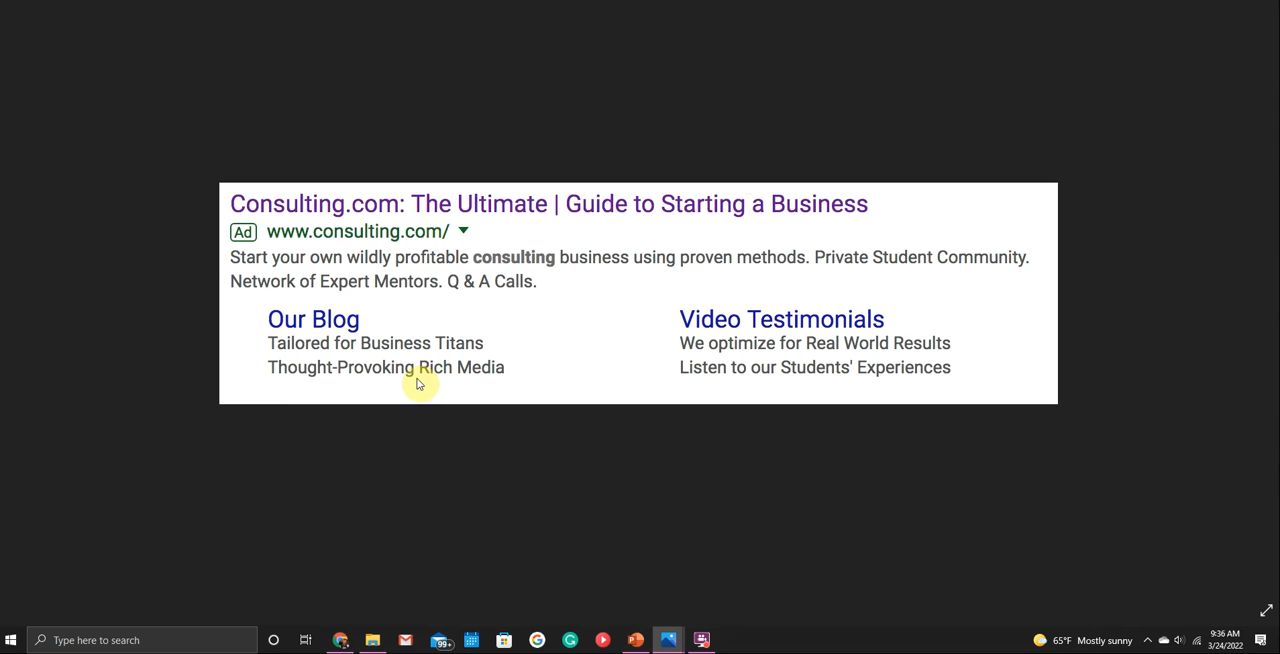 Consulting.com: The Ultimate | Guide to Starting a Business
Ad www.consulting.com/
Start your own wildly profitable consulting business using proven methods. Private Student Community.
Network of Expert Mentors. Q & A Calls.
Our Blog
Tailored for Business Titans
Thought-Provoking Rich Media
Video Testimonials
We optimize for Real World Results
Listen to our Students' Experiences
Type here to search
99+
65°F Mostly sunny
9:36 AM
3/24/2022